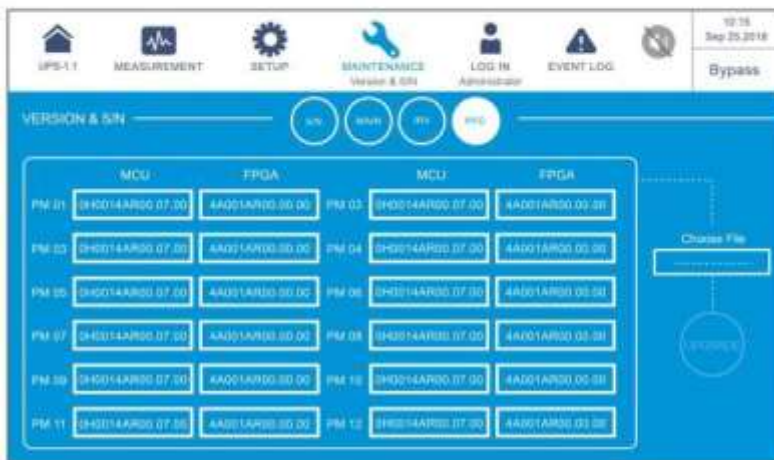 10:15
Sep 25,2018
UPS-1.1 MEASUREMENT SETUP MAINTENANCE LOG IN EVENT LOG
Version & S/N Administrator
Bypass
VERSION & S/N
S/N MAIN PFC
MCU FPGA MCU FPGA
PM 01 0H0014AR00.07.00 4A001AR00.00.00 PM 03 0H0014AR00.07.00 4A001AR00.00.00
PM 03 0H0014AR00.07.00 4A001AR00.00.00 PM 04 0H0014AR00.07.00 4A001AR00.00.00
PM 05 0H0014AR00.07.00 4A001AR00.00.00 PM 06 0H0014AR00.07.00 4A001AR00.00.00
PM 07 0H0014AR00.07.00 4A001AR00.00.00 PM 08 0H0014AR00.07.00 4A001AR00.00.00
PM 09 0H0014AR00.07.00 4A001AR00.00.00 PM 10 0H0014AR00.07.00 4A001AR00.00.00
PM 11 0H0014AR00.07.00 4A001AR00.00.00 PM 12 0H0014AR00.07.00 4A001AR00.00.00
Choose File
UPGRADE